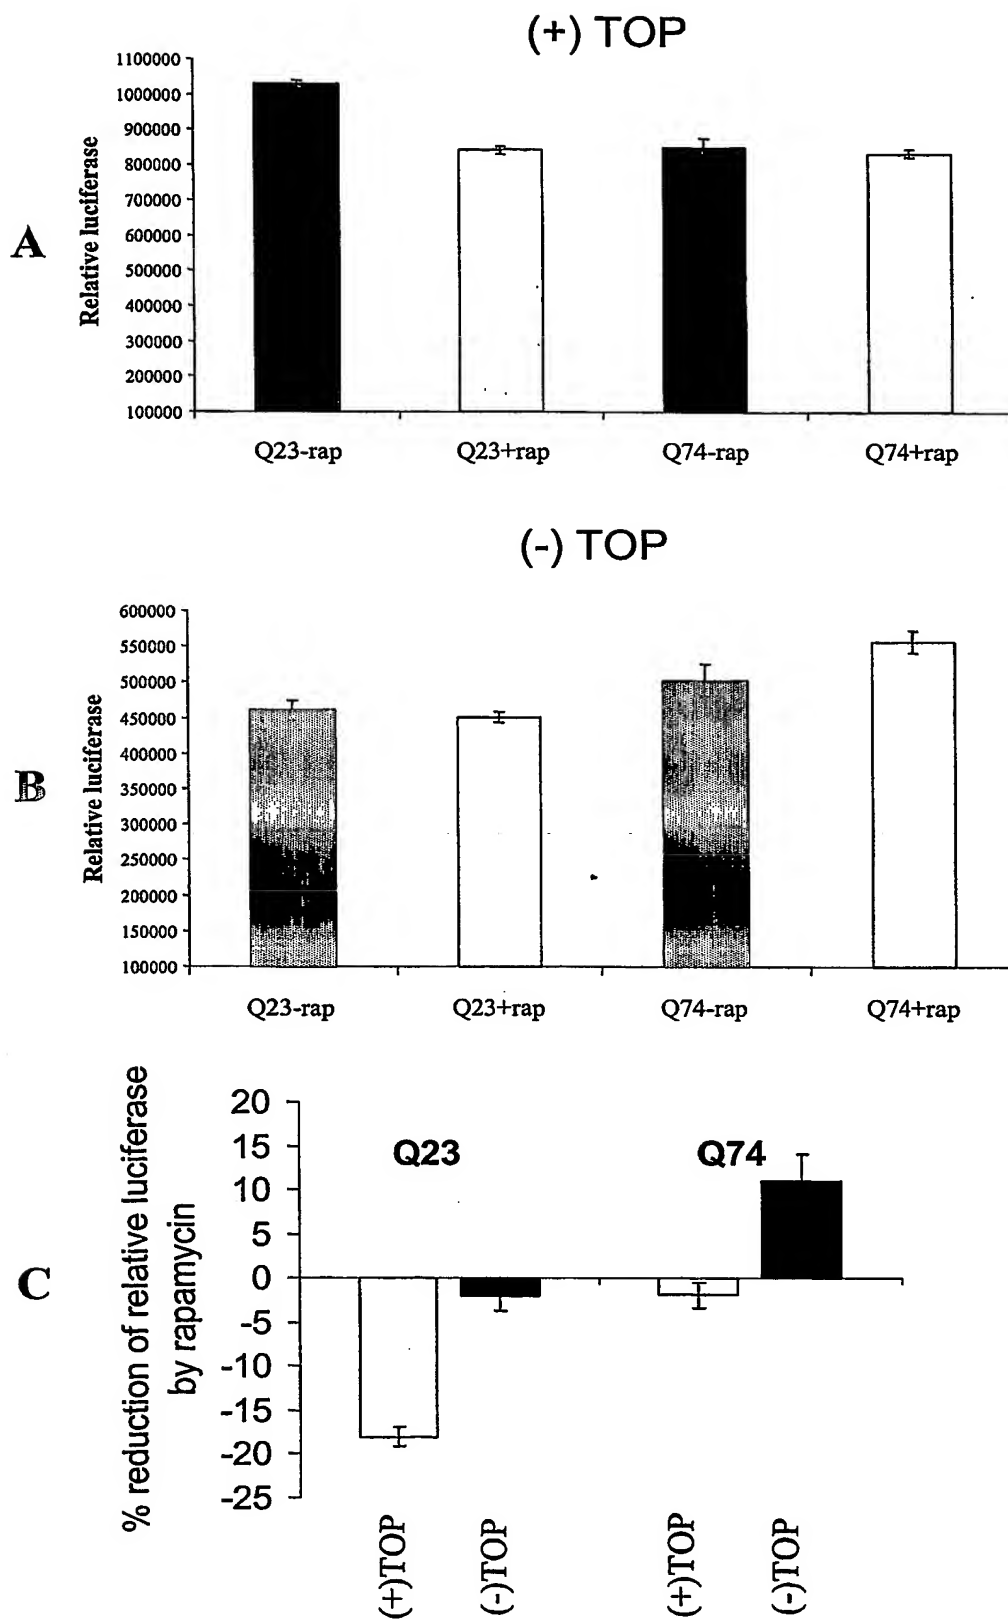 (+) TOP
A
Relative luciferase
1100000
1000000
900000
800000
700000
600000
500000
400000
300000
200000
100000
Q23-rap Q23+rap Q74-rap Q74+rap
(-) TOP
B
Relative luciferase
600000
550000
500000
450000
400000
350000
300000
250000
200000
150000
100000
Q23-rap Q23+rap Q74-rap Q74+rap
C
% reduction of relative luciferase
by rapamycin
20
15
10
5
0
-5
-10
-15
-20
-25
Q23 Q74
(+)TOP (-)TOP (+)TOP (-)TOP